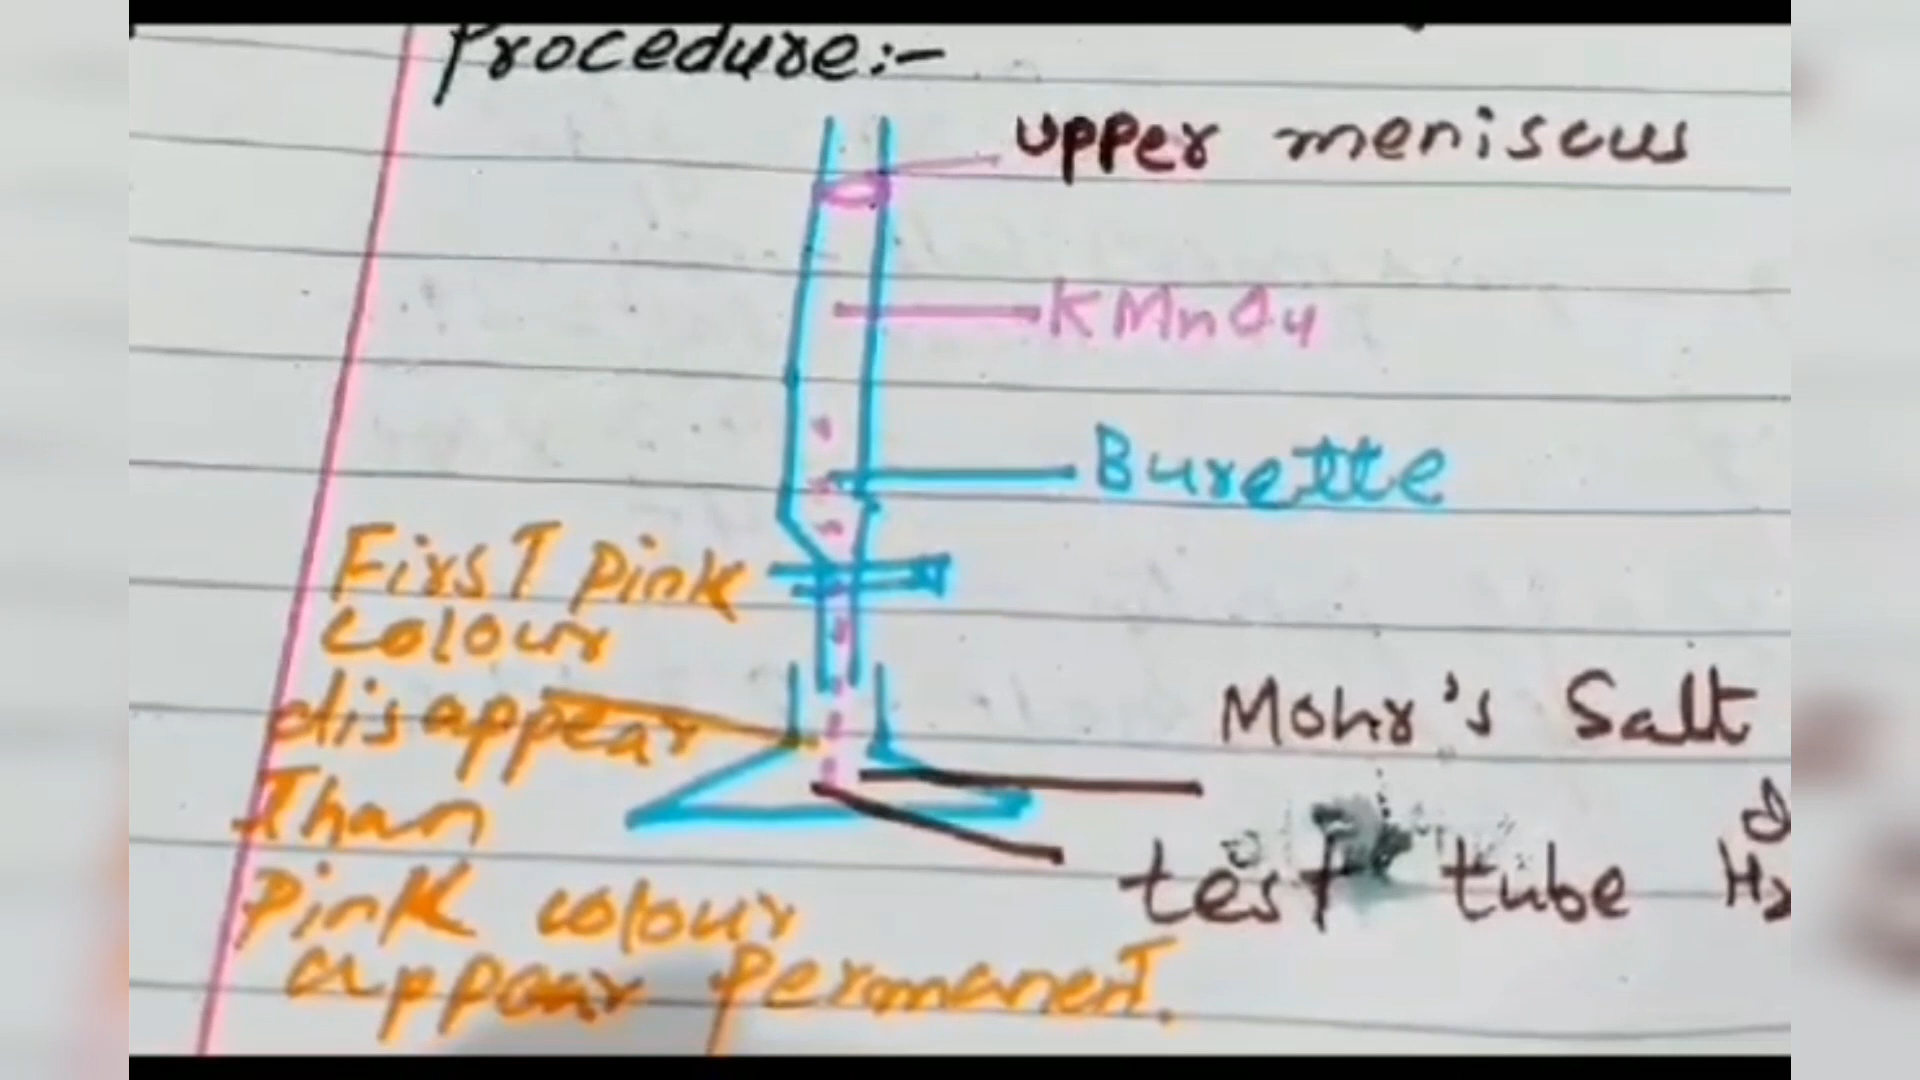 Procedure:-
upper meniscus
KMnO4
Burette
First pink
colour
disappear
Than
pink colour
appear permanent.
Mohr's Salt
test tube